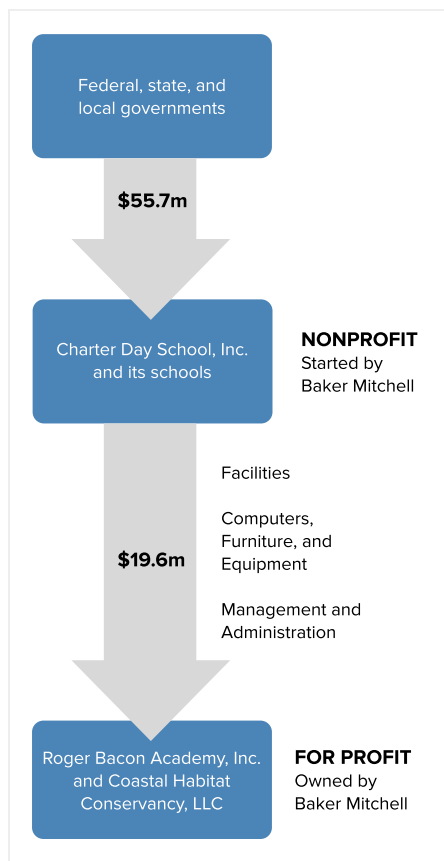 Federal, state, and
local governments
$55.7m
Charter Day School, Inc.
and its schools
NONPROFIT
Started by
Baker Mitchell
Facilities
Computers,
Furniture, and
Equipment
$19.6m
Management and
Administration
Roger Bacon Academy, Inc.
and Coastal Habitat
Conservancy, LLC
FOR PROFIT
Owned by
Baker Mitchell